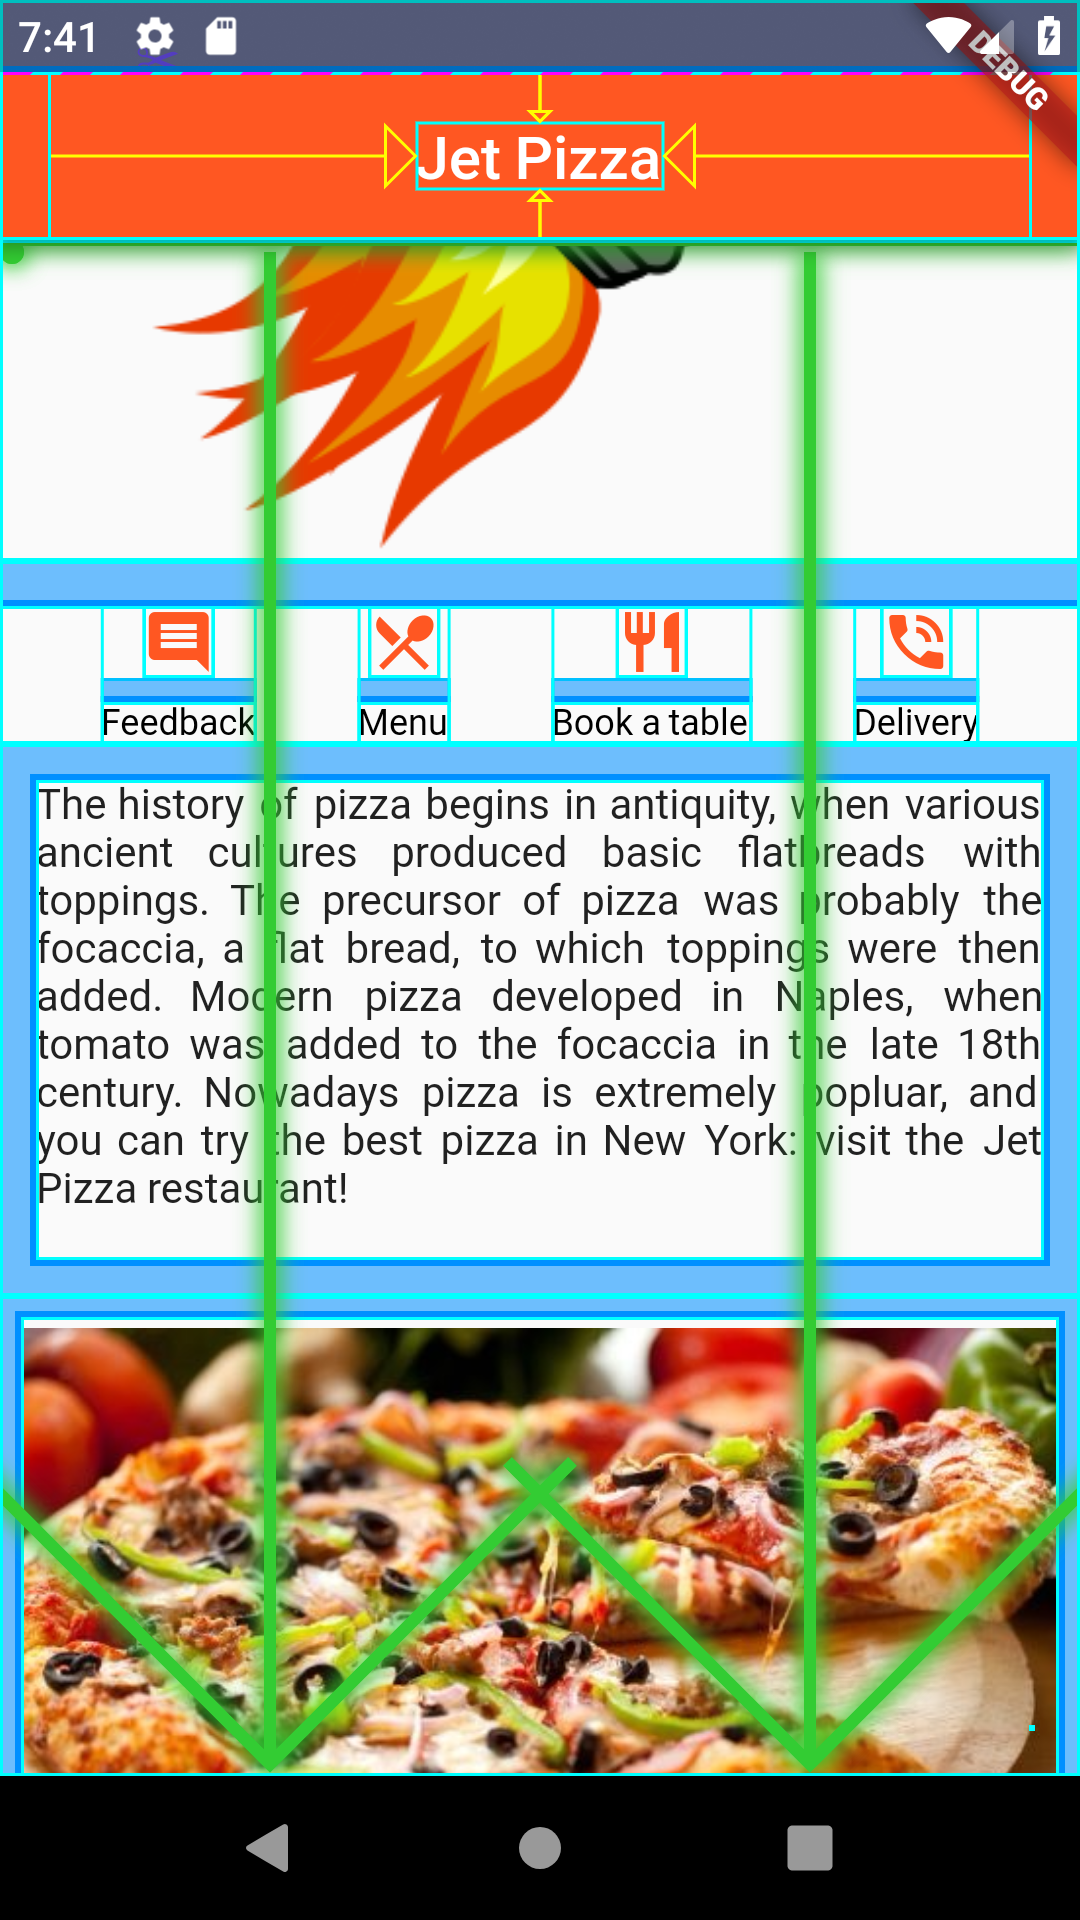 7:41
DEBUG
Jet Pizza
Feedback Menu Book a table Delivery
The history of pizza begins in antiquity, when various
ancient cultures produced basic flatbreads with
toppings. The precursor of pizza was probably the
focaccia, a flat bread, to which toppings were then
added. Modern pizza developed in Naples, when
tomato was added to the focaccia in the late 18th
century. Nowadays pizza is extremely popluar, and
you can try the best pizza in New York: visit the Jet
Pizza restaurant!